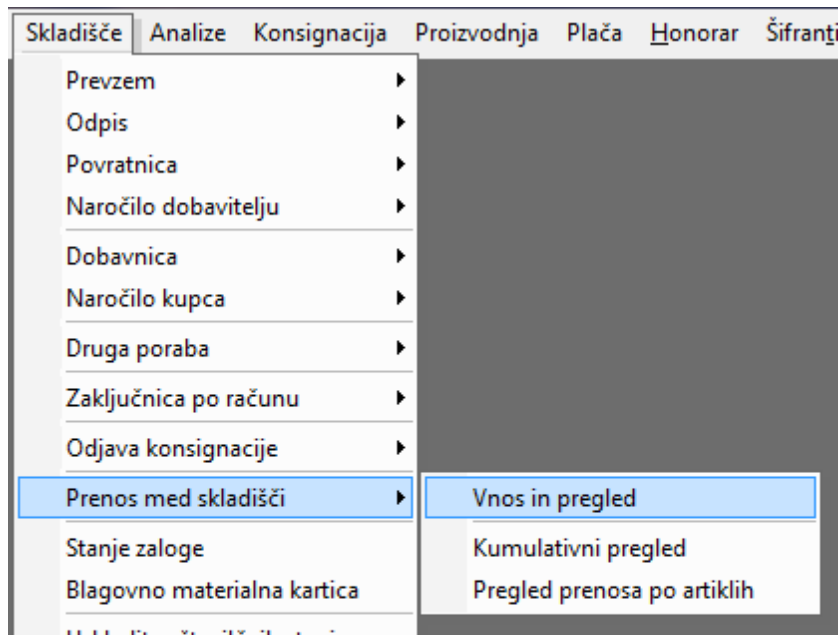 Skladišče Analize Konsignacija Proizvodnja Plača Honorar Šifranti
Prevzem
Odpis
Povratnica
Naročilo dobavitelju
Dobavnica
Naročilo kupca
Druga poraba
Zaključnica po računu
Odjava konsignacije
Prenos med skladišči
Vnos in pregled
Stanje zaloge
Kumulativni pregled
Blagovno materialna kartica
Pregled prenosa po artiklih